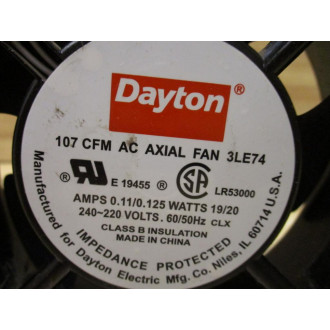 Dayton®
107 CFM AC AXIAL FAN 3LE74
® E 19455 ® LR53000
AMPS 0.11/0.125 WATTS 19/20
240~220 VOLTS. 60/50Hz CLX
CLASS B INSULATION
MADE IN CHINA
IMPEDANCE PROTECTED
Manufactured for Dayton Electric Mfg. Co. Niles, IL 60714 U.S.A.